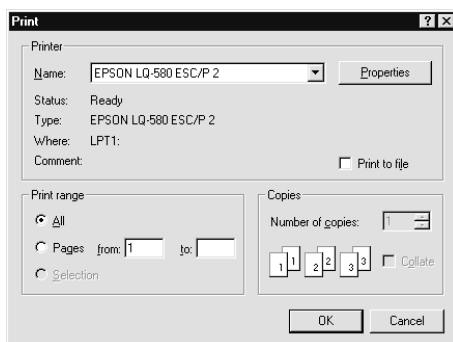 Print
Printer
Name: EPSON LQ-580 ESC/P 2 Properties
Status: Ready
Type: EPSON LQ-580 ESC/P 2
Where: LPT1:
Comment: Print to file
Print range
All
Pages from: 1 to:
Selection
Copies
Number of copies: 1
1 1 2 2 3 3 Collate
OK Cancel